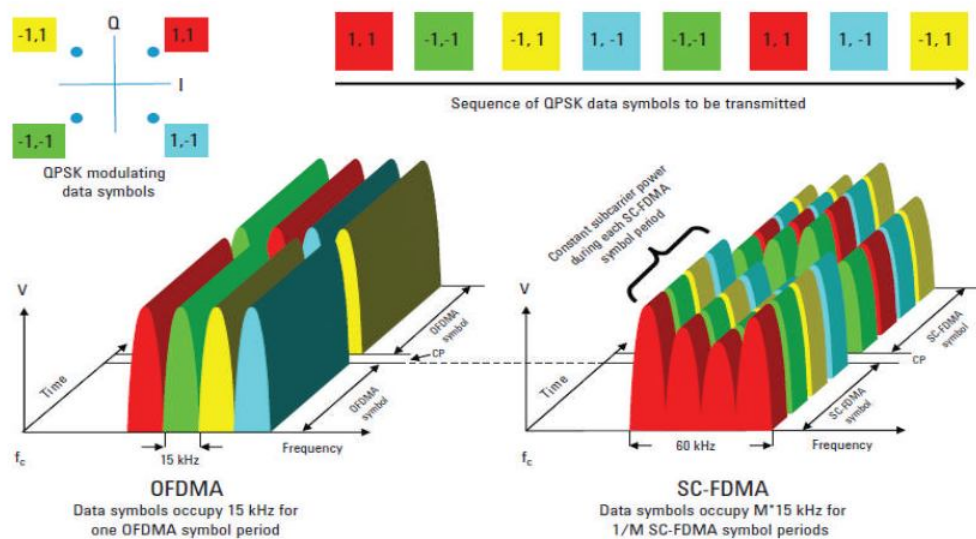 -1,1
Q
1,1
I
-1,-1
1,-1
QPSK modulating
data symbols
1, 1
-1,-1
-1, 1
1, -1
-1,-1
1, 1
1, -1
-1, 1
Sequence of QPSK data symbols to be transmitted
V
Time
fc
15 kHz
Frequency
OFDMA
symbol
CP
OFDMA
symbol
OFDMA
Data symbols occupy 15 kHz for
one OFDMA symbol period
Constant subcarrier power
during each SC-FDMA
symbol period
V
Time
fc
60 kHz
Frequency
SC-FDMA
symbol
CP
SC-FDMA
symbol
SC-FDMA
Data symbols occupy M*15 kHz for
1/M SC-FDMA symbol periods